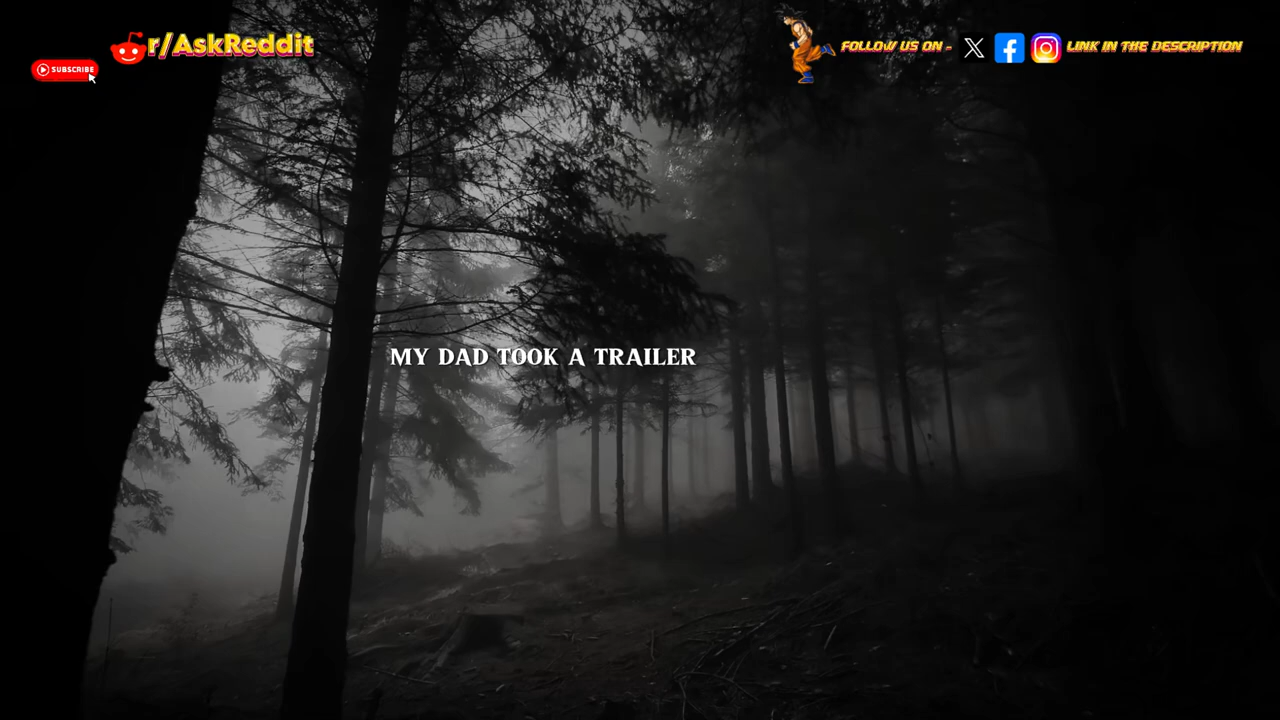 r/AskReddit
SUBSCRIBE
FOLLOW US ON -
LINK IN THE DESCRIPTION
MY DAD TOOK A TRAILER